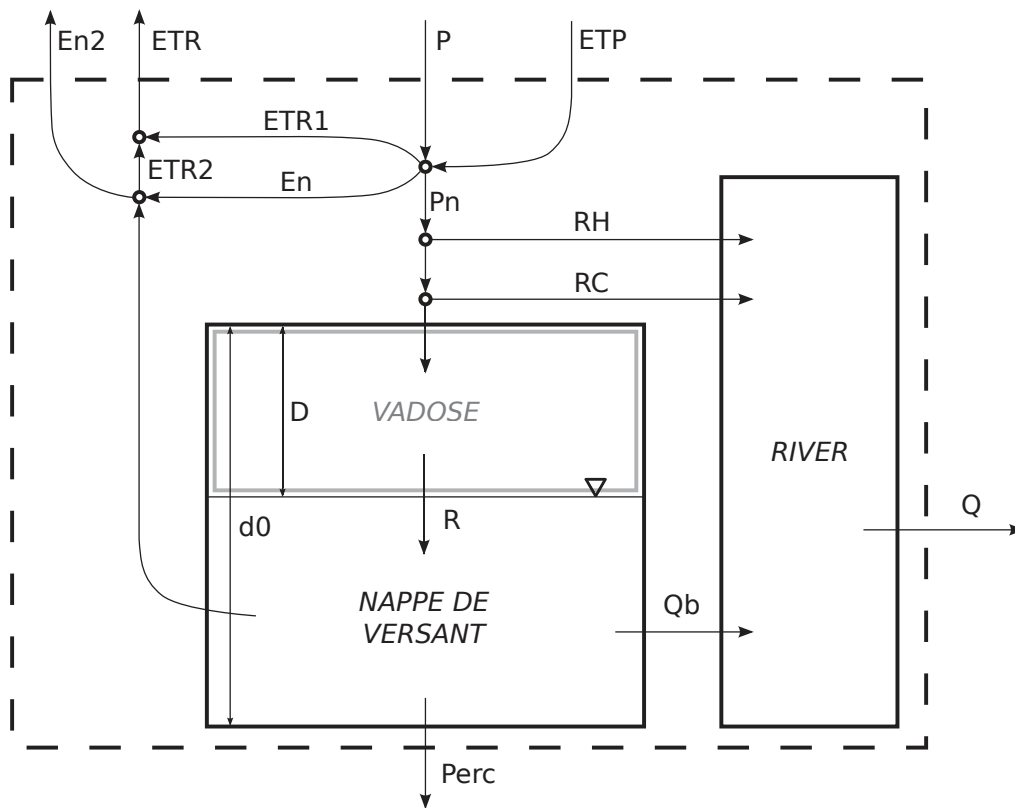 En2
ETR
P
ETP
ETR1
ETR2
En
Pn
RH
RC
D
VADOSE
RIVER
d0
R
Q
NAPPE DE
VERSANT
Qb
Perc